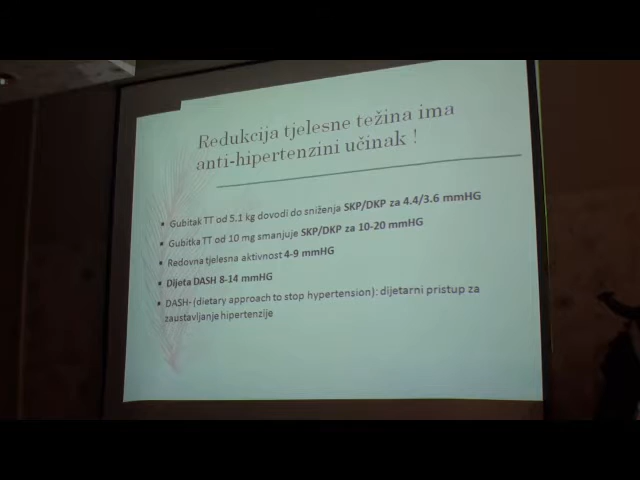 Redukcija tjelesne težina ima
anti-hipertenzini učinak !
▪ Gubitak TT od 5.1 kg dovodi do sniženja SKP/DKP za 4.4/3.6 mmHG
▪ Gubitka TT od 10 mg smanjuje SKP/DKP za 10-20 mmHG
▪ Redovna tjelesna aktivnost 4-9 mmHG
▪ Dijeta DASH 8-14 mmHG
▪ DASH- (dietary approach to stop hypertension): dijetarni pristup za
zaustavljanje hipertenzije